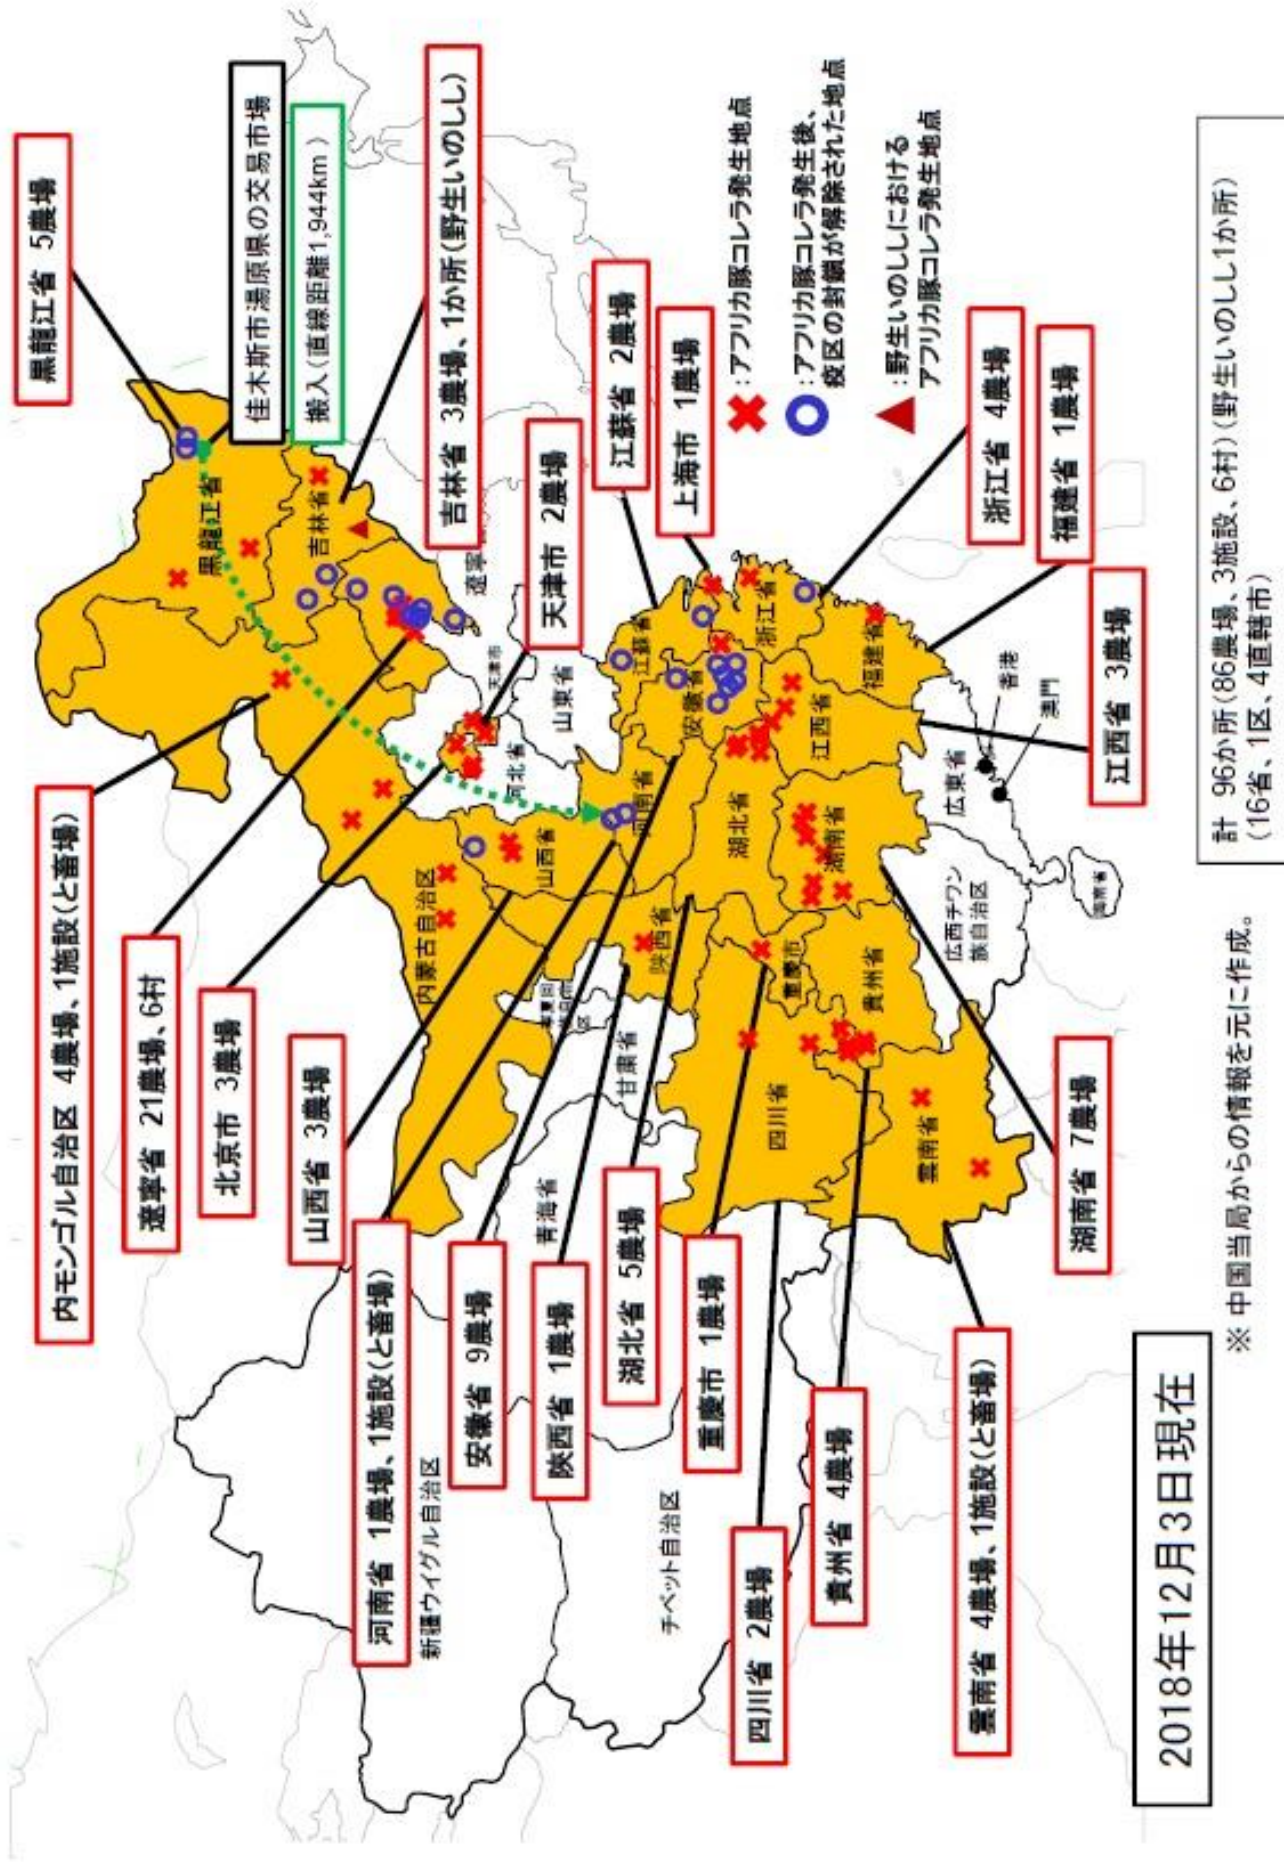 内モンゴル自治区 4農場、1施設(と畜場)
遼寧省 21農場、6村
北京市 3農場
山西省 3農場
河南省 1農場、1施設(と畜場)
安徽省 9農場
陝西省 1農場
湖北省 5農場
重慶市 1農場
四川省 2農場
貴州省 4農場
雲南省 4農場、1施設(と畜場)
湖南省 7農場
黒龍江省 5農場
佳木斯市湯原県の交易市場
搬入(直線距離1,944km)
吉林省 3農場、1か所(野生いのしし)
天津市 2農場
江蘇省 2農場
上海市 1農場
浙江省 4農場
福建省 1農場
江西省 3農場
黒龍江省
吉林省
遼寧
内蒙古自治区
天津市
河北省
山東省
山西省
河南省
江蘇省
安徽省
浙江省
陝西省
湖北省
江西省
福建省
湖南省
重慶市
貴州省
四川省
雲南省
甘粛省
青海省
新疆ウイグル自治区
チベット自治区
広西チワン
族自治区
広東省
香港
澳門
海南省
:アフリカ豚コレラ発生地点
:アフリカ豚コレラ発生後、
疫区の封鎖が解除された地点
:野生いのししにおける
アフリカ豚コレラ発生地点
2018年12月3日現在
※ 中国当局からの情報を元に作成。
計 96か所(86農場、3施設、6村)(野生いのしし1か所)
(16省、1区、4直轄市)